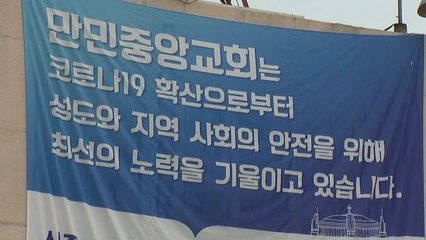 만민중앙교회는
코로나19 확산으로부터
성도와 지역 사회의 안전을 위해
최선의 노력을 기울이고 있습니다.